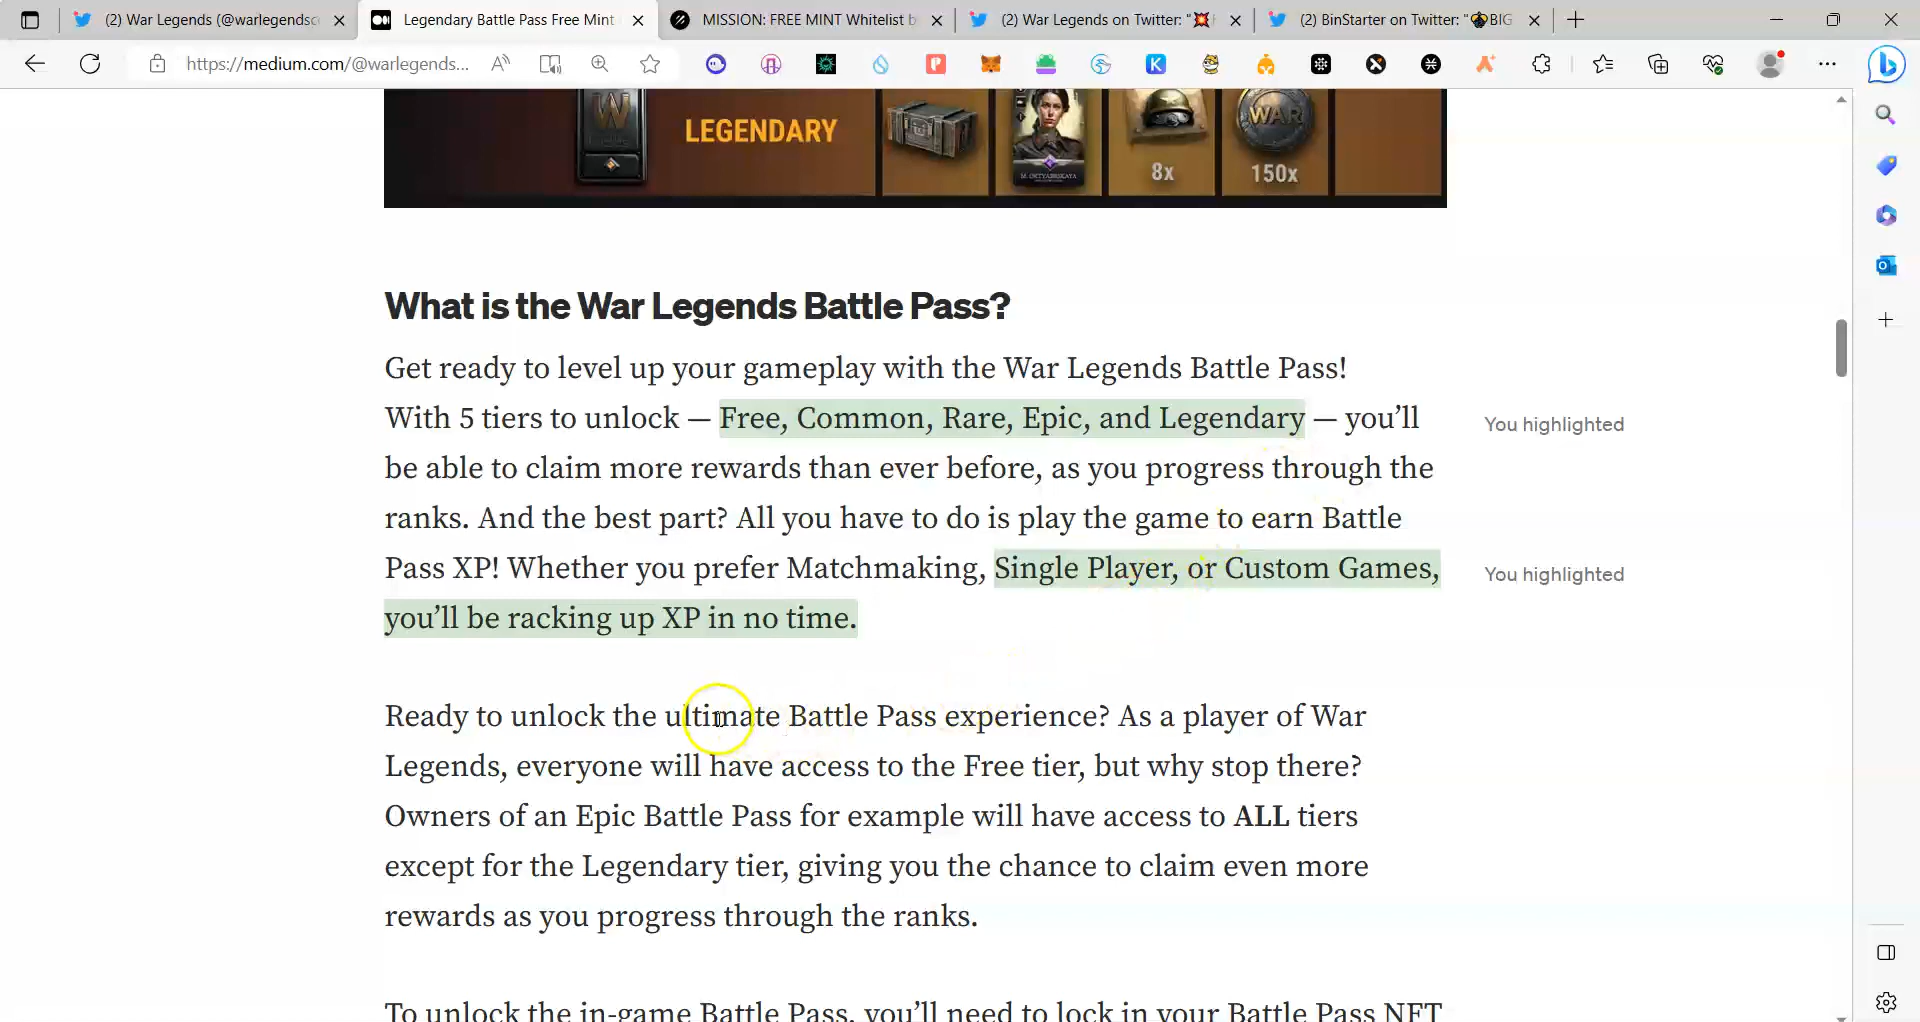 (2) War Legends (@warlegendsc
Legendary Battle Pass Free Mint
MISSION: FREE MINT Whitelist b
(2) War Legends on Twitter: "💥
(2) BinStarter on Twitter: "BIG
https://medium.com/@warlegends...
LEGENDARY
W
M. OKTYABRSKAYA
8x
WAR
150x
What is the War Legends Battle Pass?
Get ready to level up your gameplay with the War Legends Battle Pass!
With 5 tiers to unlock — Free, Common, Rare, Epic, and Legendary — you’ll
You highlighted
be able to claim more rewards than ever before, as you progress through the
ranks. And the best part? All you have to do is play the game to earn Battle
Pass XP! Whether you prefer Matchmaking, Single Player, or Custom Games,
You highlighted
you’ll be racking up XP in no time.
Ready to unlock the ultimate Battle Pass experience? As a player of War
Legends, everyone will have access to the Free tier, but why stop there?
Owners of an Epic Battle Pass for example will have access to ALL tiers
except for the Legendary tier, giving you the chance to claim even more
rewards as you progress through the ranks.
To unlock the in-game Battle Pass, you’ll need to lock in your Battle Pass NFT